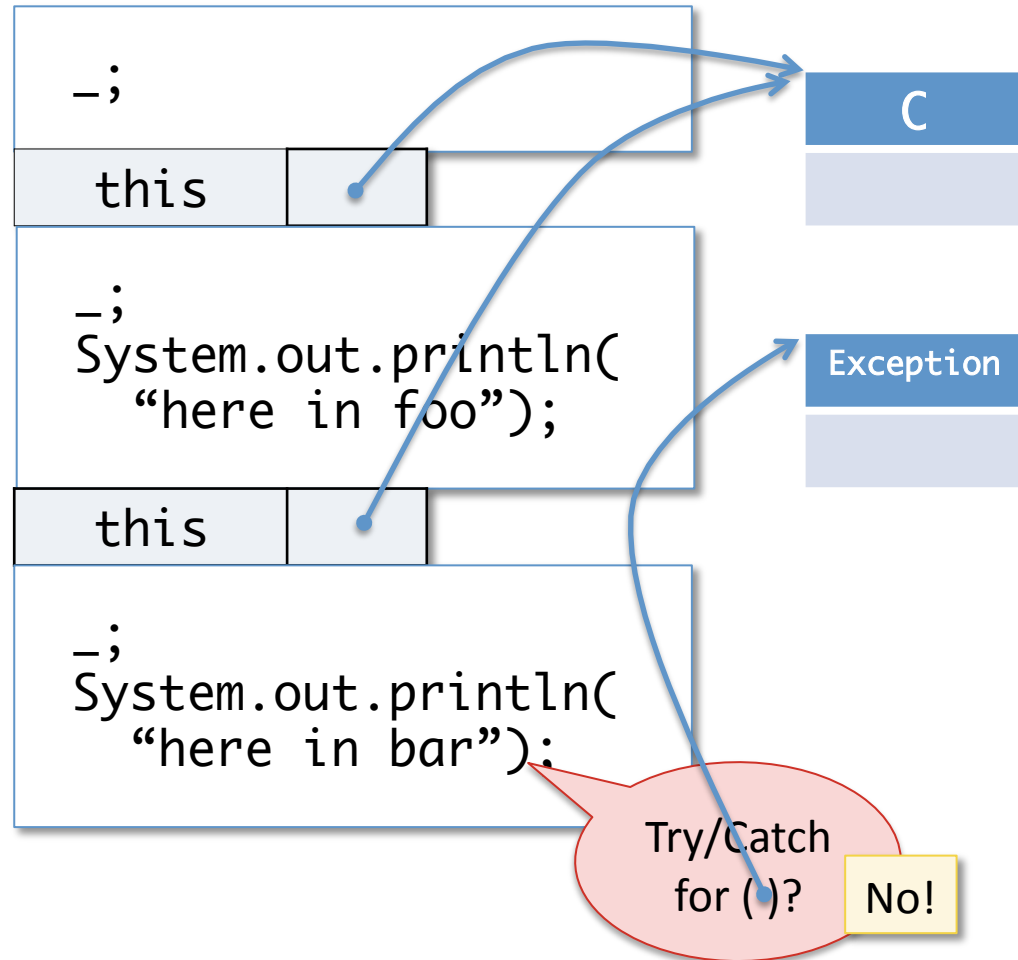 _;
C
this
_;
System.out.println(
“here in foo”);
Exception
this
_;
System.out.println(
“here in bar”);
Try/Catch
for ( )?
No!